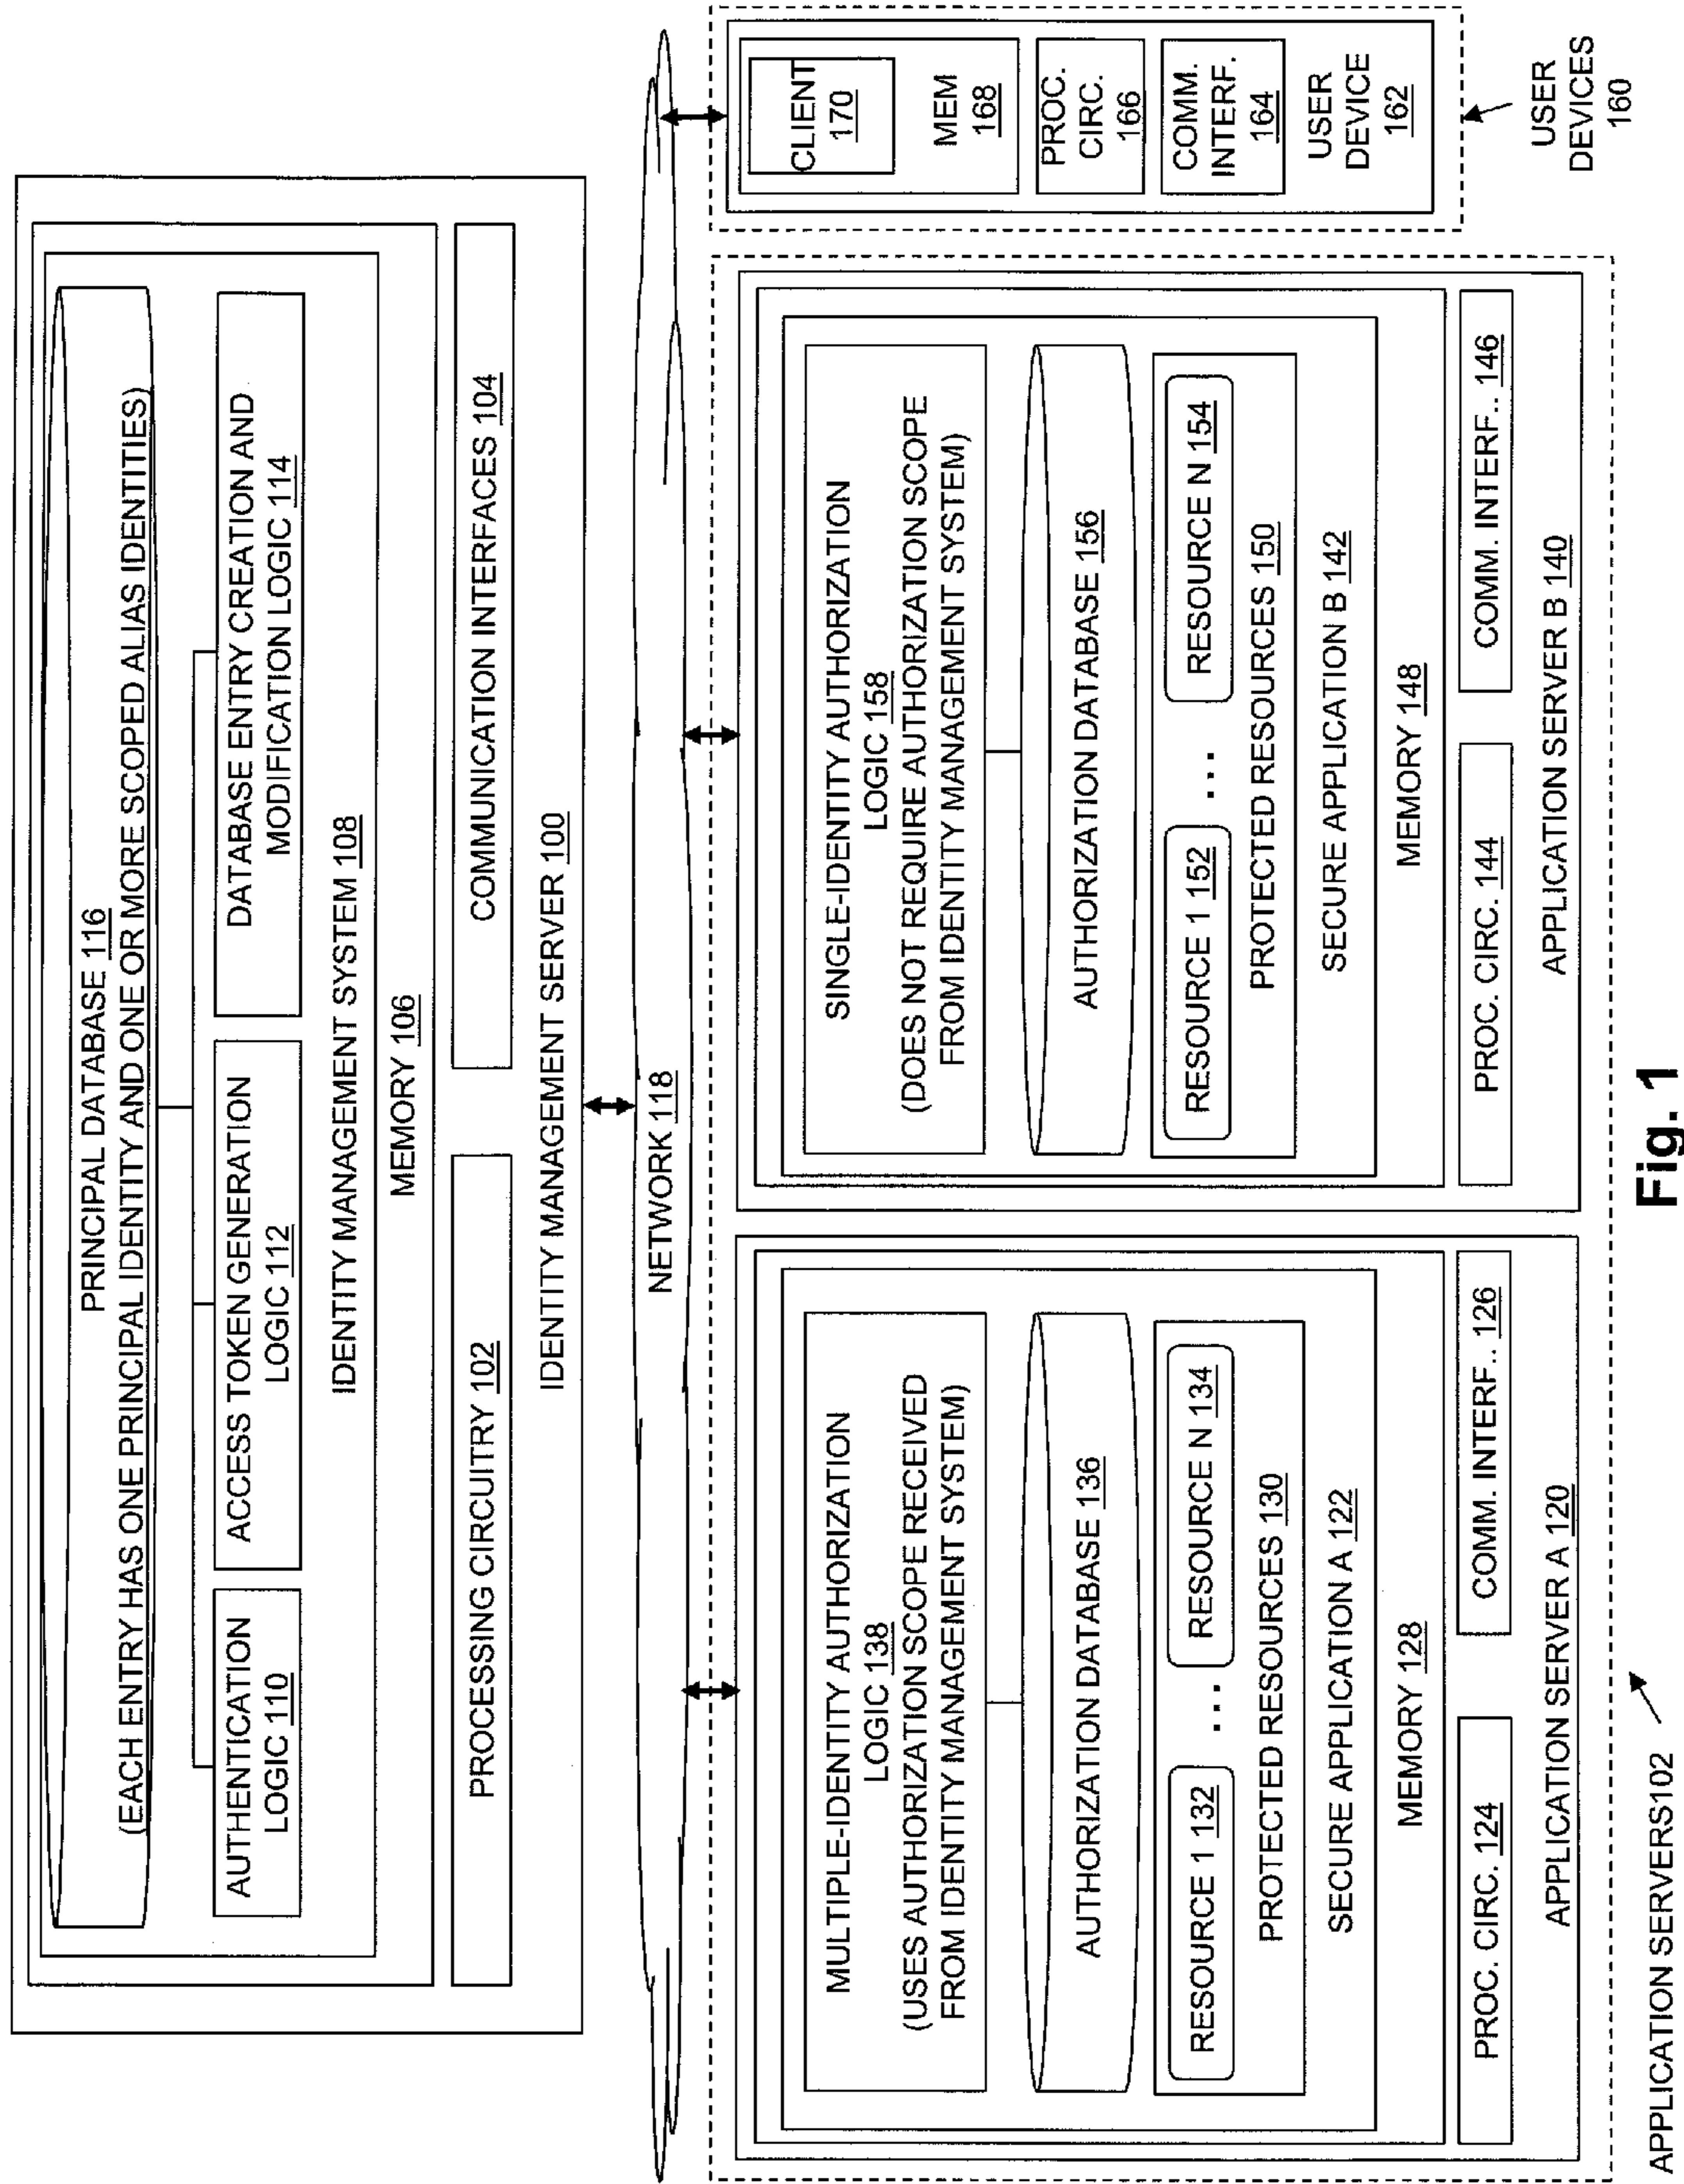 PRINCIPAL DATABASE 116
(EACH ENTRY HAS ONE PRINCIPAL IDENTITY AND ONE OR MORE SCOPED ALIAS IDENTITIES)
AUTHENTICATION
LOGIC 110
ACCESS TOKEN GENERATION
LOGIC 112
DATABASE ENTRY CREATION AND
MODIFICATION LOGIC 114
IDENTITY MANAGEMENT SYSTEM 108
MEMORY 106
PROCESSING CIRCUITRY 102
COMMUNICATION INTERFACES 104
IDENTITY MANAGEMENT SERVER 100
NETWORK 118
MULTIPLE-IDENTITY AUTHORIZATION
LOGIC 138
(USES AUTHORIZATION SCOPE RECEIVED
FROM IDENTITY MANAGEMENT SYSTEM)
AUTHORIZATION DATABASE 136
RESOURCE 1 132
...
RESOURCE N 134
PROTECTED RESOURCES 130
SECURE APPLICATION A 122
MEMORY 128
PROC. CIRC. 124
COMM. INTERF.. 126
APPLICATION SERVER A 120
SINGLE-IDENTITY AUTHORIZATION
LOGIC 158
(DOES NOT REQUIRE AUTHORIZATION SCOPE
FROM IDENTITY MANAGEMENT SYSTEM)
AUTHORIZATION DATABASE 156
RESOURCE 1 152
...
RESOURCE N 154
PROTECTED RESOURCES 150
SECURE APPLICATION B 142
MEMORY 148
PROC. CIRC. 144
COMM. INTERF.. 146
APPLICATION SERVER B 140
CLIENT
170
MEM
168
PROC.
CIRC.
166
COMM.
INTERF.
164
USER
DEVICE
162
USER
DEVICES
160
APPLICATION SERVERS102
Fig. 1